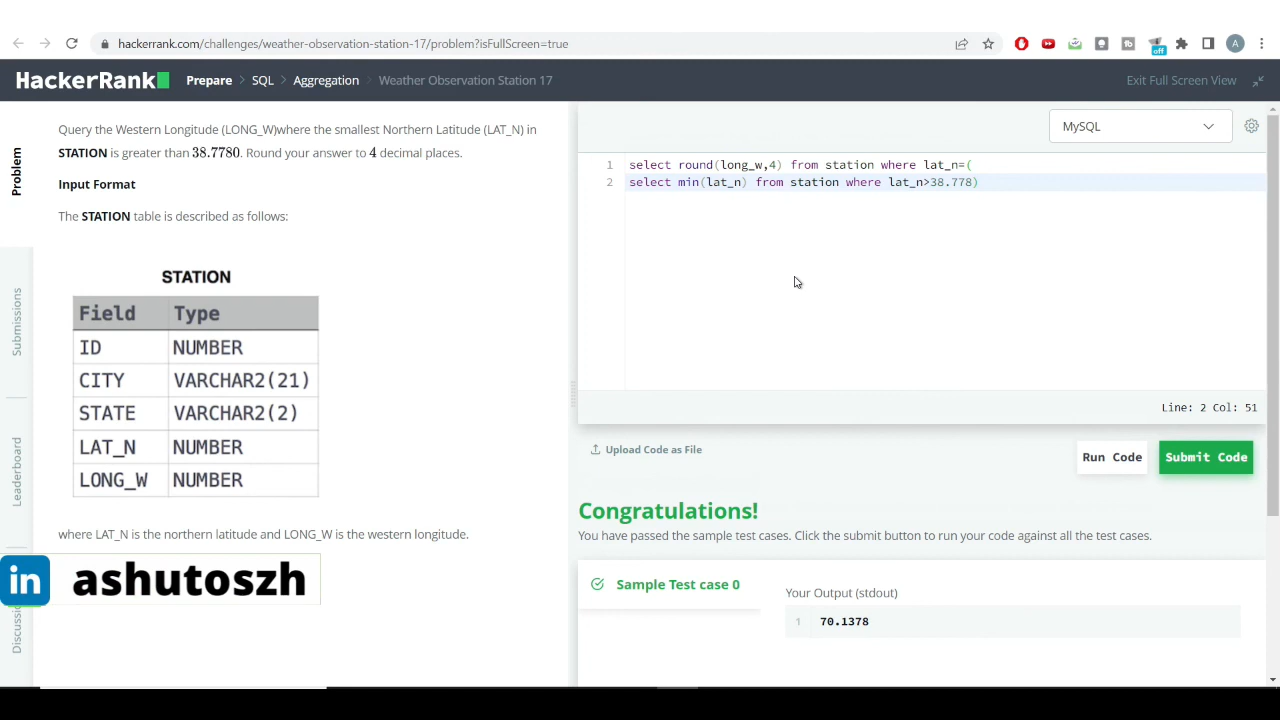 hackerrank.com/challenges/weather-observation-station-17/problem?isFullScreen=true
off
A
HackerRank
Prepare > SQL > Aggregation > Weather Observation Station 17
Exit Full Screen View
Problem
Submissions
Leaderboard
Discussi
Query the Western Longitude (LONG_W)where the smallest Northern Latitude (LAT_N) in
STATION is greater than 38.7780. Round your answer to 4 decimal places.
Input Format
The STATION table is described as follows:
STATION
Field Type
ID NUMBER
CITY VARCHAR2(21)
STATE VARCHAR2(2)
LAT_N NUMBER
LONG_W NUMBER
where LAT_N is the northern latitude and LONG_W is the western longitude.
in ashutoszh
MySQL
1 select round(long_w,4) from station where lat_n=(
2 select min(lat_n) from station where lat_n>38.778)
Line: 2 Col: 51
Upload Code as File
Run Code
Submit Code
Congratulations!
You have passed the sample test cases. Click the submit button to run your code against all the test cases.
Sample Test case 0
Your Output (stdout)
1 70.1378